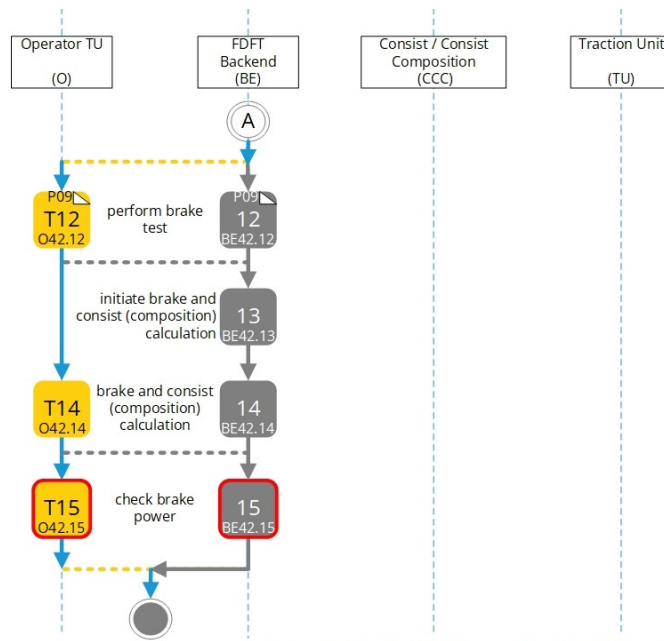 Operator TU
(O)
FDFT
Backend
(BE)
Consist / Consist
Composition
(CCC)
Traction Unit
(TU)
A
P09
T12
O42.12
perform brake
test
P09
12
BE42.12
initiate brake and
consist (composition)
calculation
13
BE42.13
T14
O42.14
brake and consist
(composition)
calculation
14
BE42.14
T15
O42.15
check brake
power
15
BE42.15